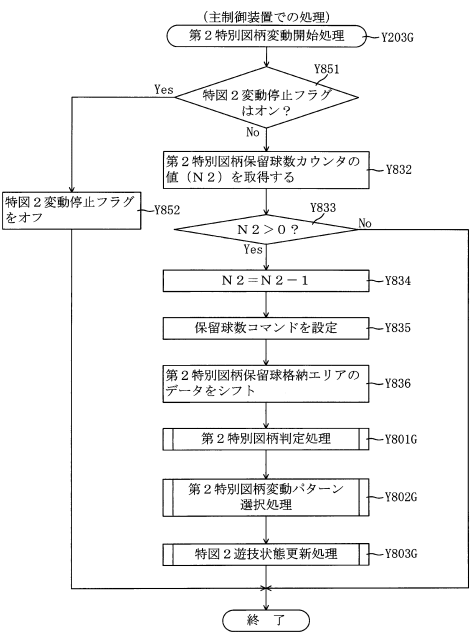 (主制御装置での処理)
第2特別図柄変動開始処理
Y203G
Y851
特図2変動停止フラグ
はオン?
Yes
No
第2特別図柄保留球数カウンタの
値(N2)を取得する
Y832
特図2変動停止フラグ
をオフ
Y852
Y833
N2>0?
No
Yes
N2=N2-1
Y834
保留球数コマンドを設定
Y835
第2特別図柄保留球格納エリアの
データをシフト
Y836
第2特別図柄判定処理
Y801G
第2特別図柄変動パターン
選択処理
Y802G
特図2遊技状態更新処理
Y803G
終 了